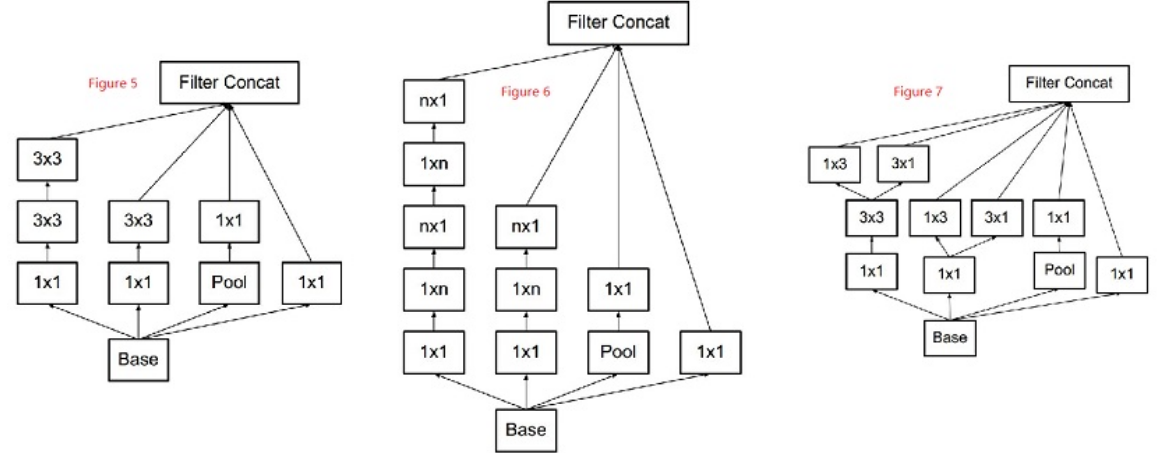 Figure 5
Filter Concat
3x3
3x3
3x3
1x1
1x1
1x1
Pool
1x1
Base
Filter Concat
Figure 6
nx1
1xn
nx1
nx1
1xn
1xn
1x1
1x1
1x1
Pool
1x1
Base
Figure 7
Filter Concat
1x3
3x1
3x3
1x3
3x1
1x1
1x1
1x1
Pool
1x1
Base